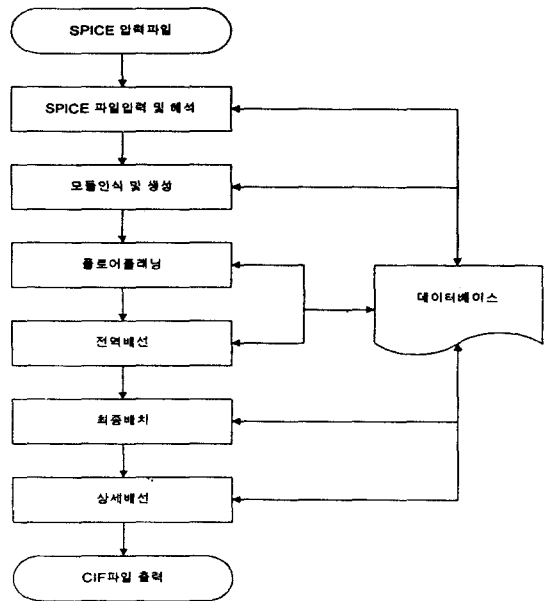 SPICE 입력파일
SPICE 파일입력 및 해석
모듈인식 및 생성
플로어플래닝
데이터베이스
전역배선
최종배치
상세배선
CIF파일 출력